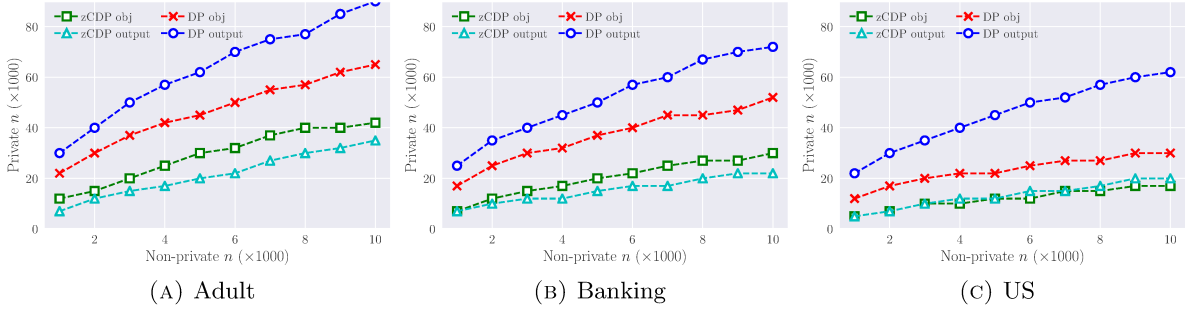 zCDP obj
DP obj
zCDP output
DP output
Private n (×1000)
0
20
40
60
80
2
4
6
8
10
Non-private n (×1000)
(A) Adult
zCDP obj
DP obj
zCDP output
DP output
Private n (×1000)
0
20
40
60
80
2
4
6
8
10
Non-private n (×1000)
(B) Banking
zCDP obj
DP obj
zCDP output
DP output
Private n (×1000)
0
20
40
60
80
2
4
6
8
10
Non-private n (×1000)
(C) US